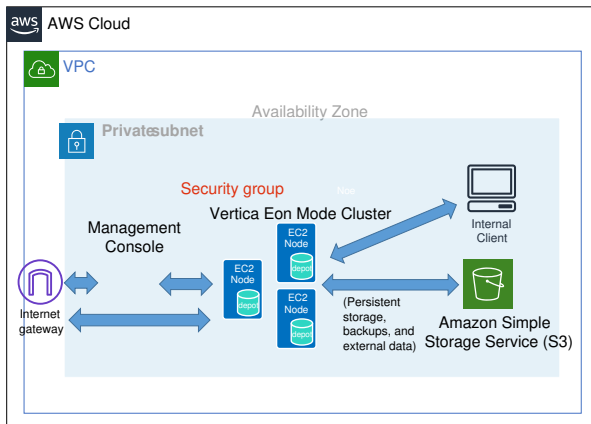 aws
AWS Cloud
VPC
Availability Zone
Privatesubnet
Security group
Noe
Vertica Eon Mode Cluster
Management
Console
EC2
Node
depot
EC2
Node
depot
EC2
Node
depot
Internal
Client
Internet
gateway
(Persistent
storage,
backups, and
external data)
Amazon Simple
Storage Service (S3)